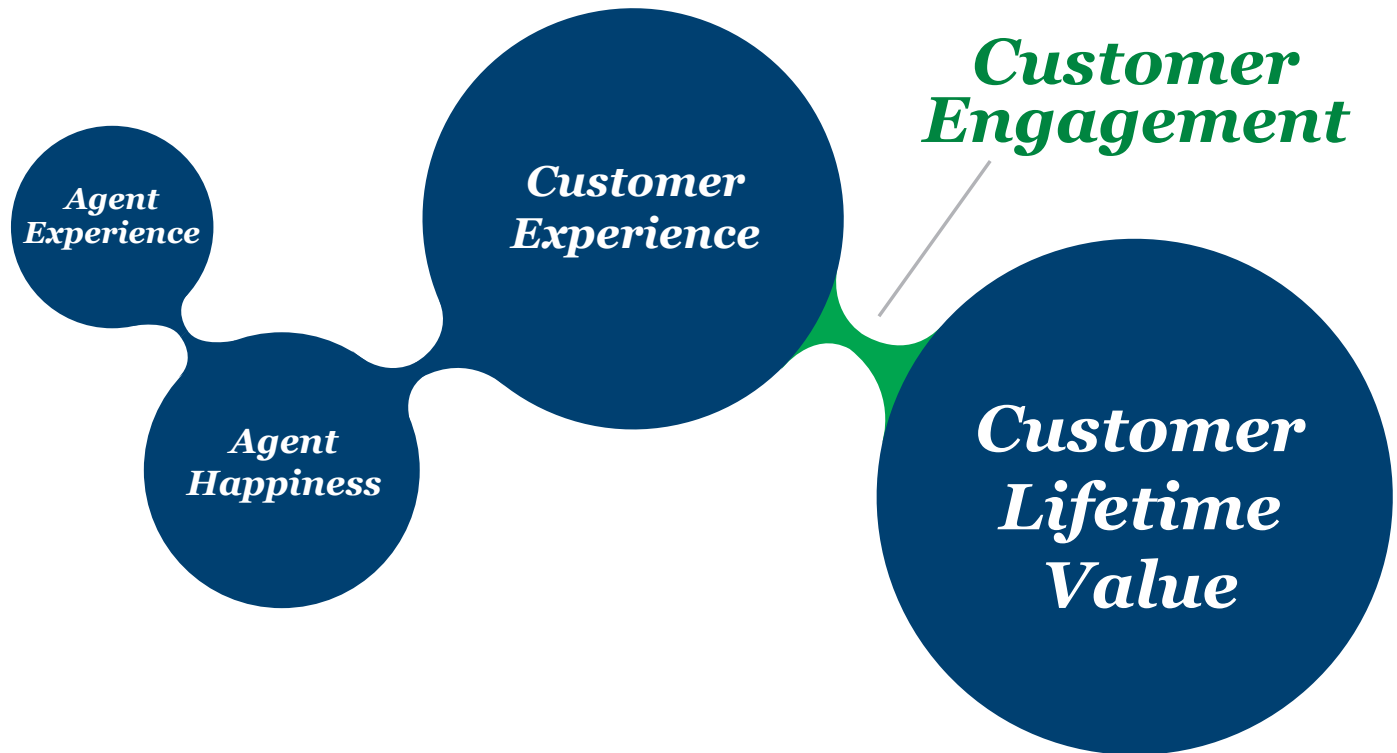 Agent
Experience
Agent
Happiness
Customer
Experience
Customer
Engagement
Customer
Lifetime
Value